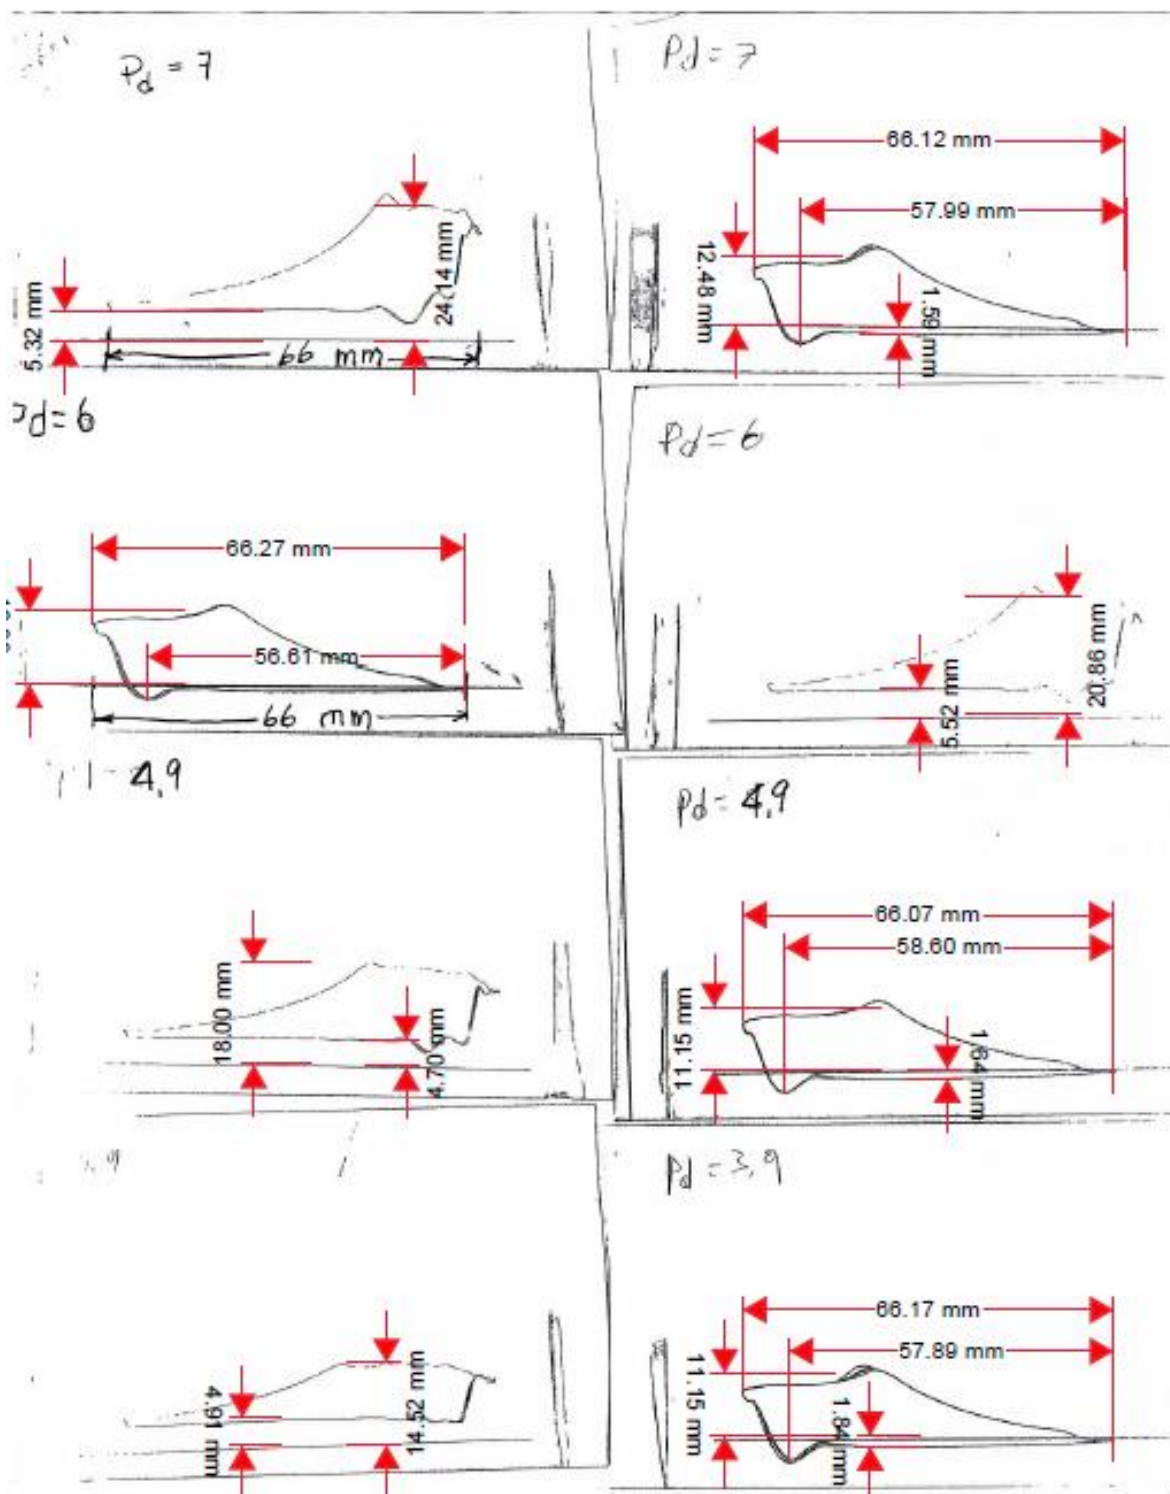 Pd = 7
24.14 mm
5.32 mm
66 mm
Pd = 7
66.12 mm
57.99 mm
12.48 mm
1.59 mm
Pd=6
66.27 mm
56.61 mm
66 mm
Pd=6
20.86 mm
5.52 mm
4,9
18.00 mm
4.70 mm
Pd= 4,9
66.07 mm
58.60 mm
11.15 mm
1.64 mm
4.91 mm
14.52 mm
Pd=3,9
66.17 mm
57.89 mm
11.15 mm
1.84 mm